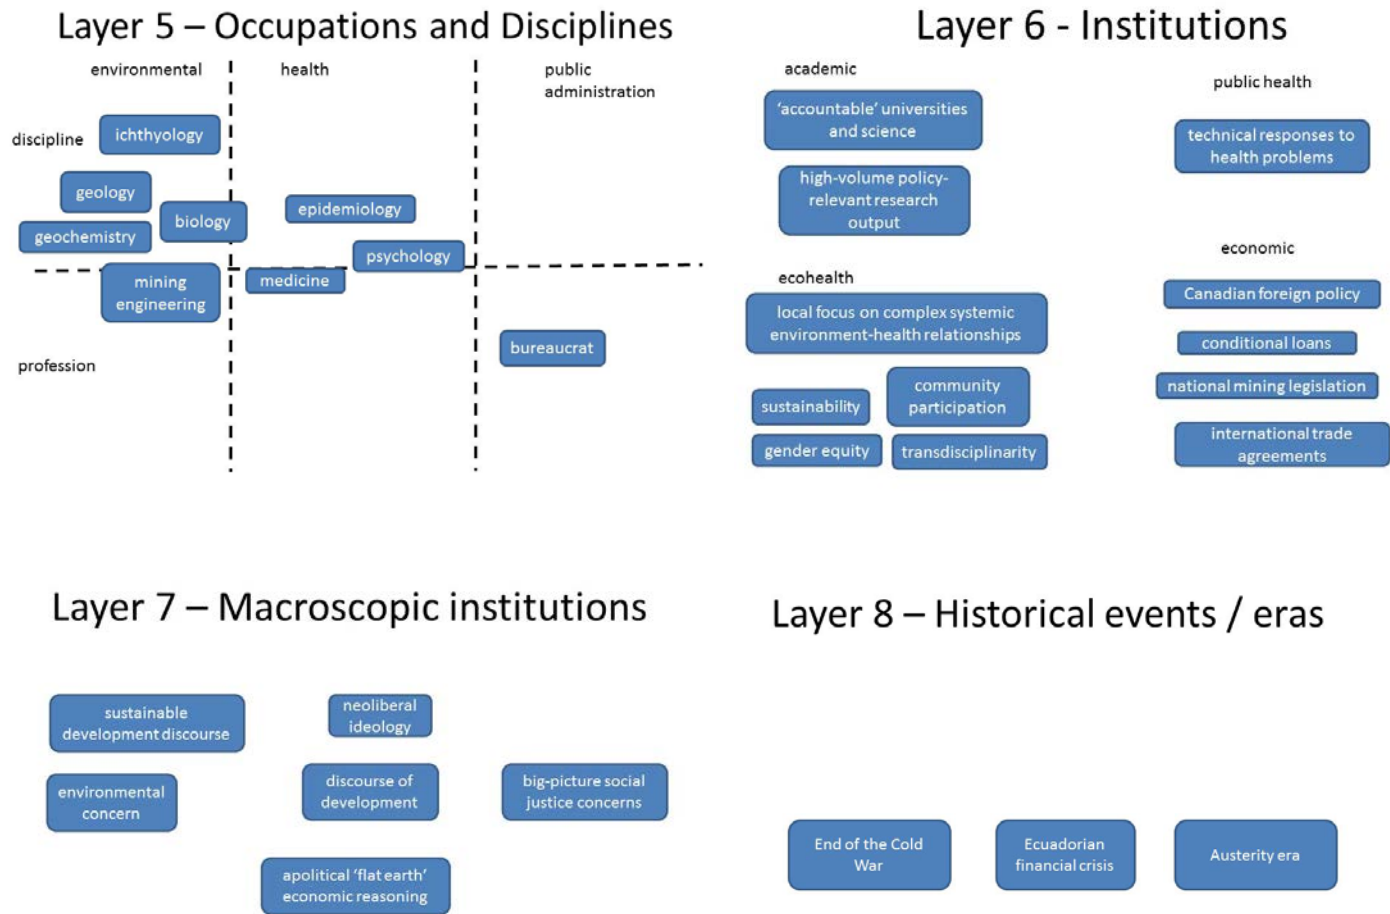 Layer 5 – Occupations and Disciplines
environmental
health
public
administration
discipline
ichthyology
geology
biology
geochemistry
epidemiology
psychology
mining
engineering
medicine
bureaucrat
profession
Layer 6 - Institutions
academic
‘accountable’ universities
and science
high-volume policy-
relevant research
output
public health
technical responses to
health problems
ecohealth
local focus on complex systemic
environment-health relationships
sustainability
community
participation
gender equity
transdisciplinarity
economic
Canadian foreign policy
conditional loans
national mining legislation
international trade
agreements
Layer 7 – Macroscopic institutions
sustainable
development discourse
neoliberal
ideology
environmental
concern
discourse of
development
big-picture social
justice concerns
apolitical ‘flat earth’
economic reasoning
Layer 8 – Historical events / eras
End of the Cold
War
Ecuadorian
financial crisis
Austerity era